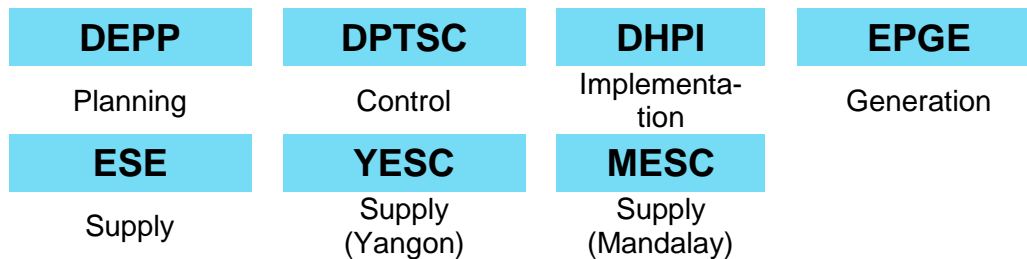 DEPP DPTSC DHPI EPGE
Planning Control Implementa-
tion Generation
ESE YESC MESC
Supply Supply
(Yangon) Supply
(Mandalay)